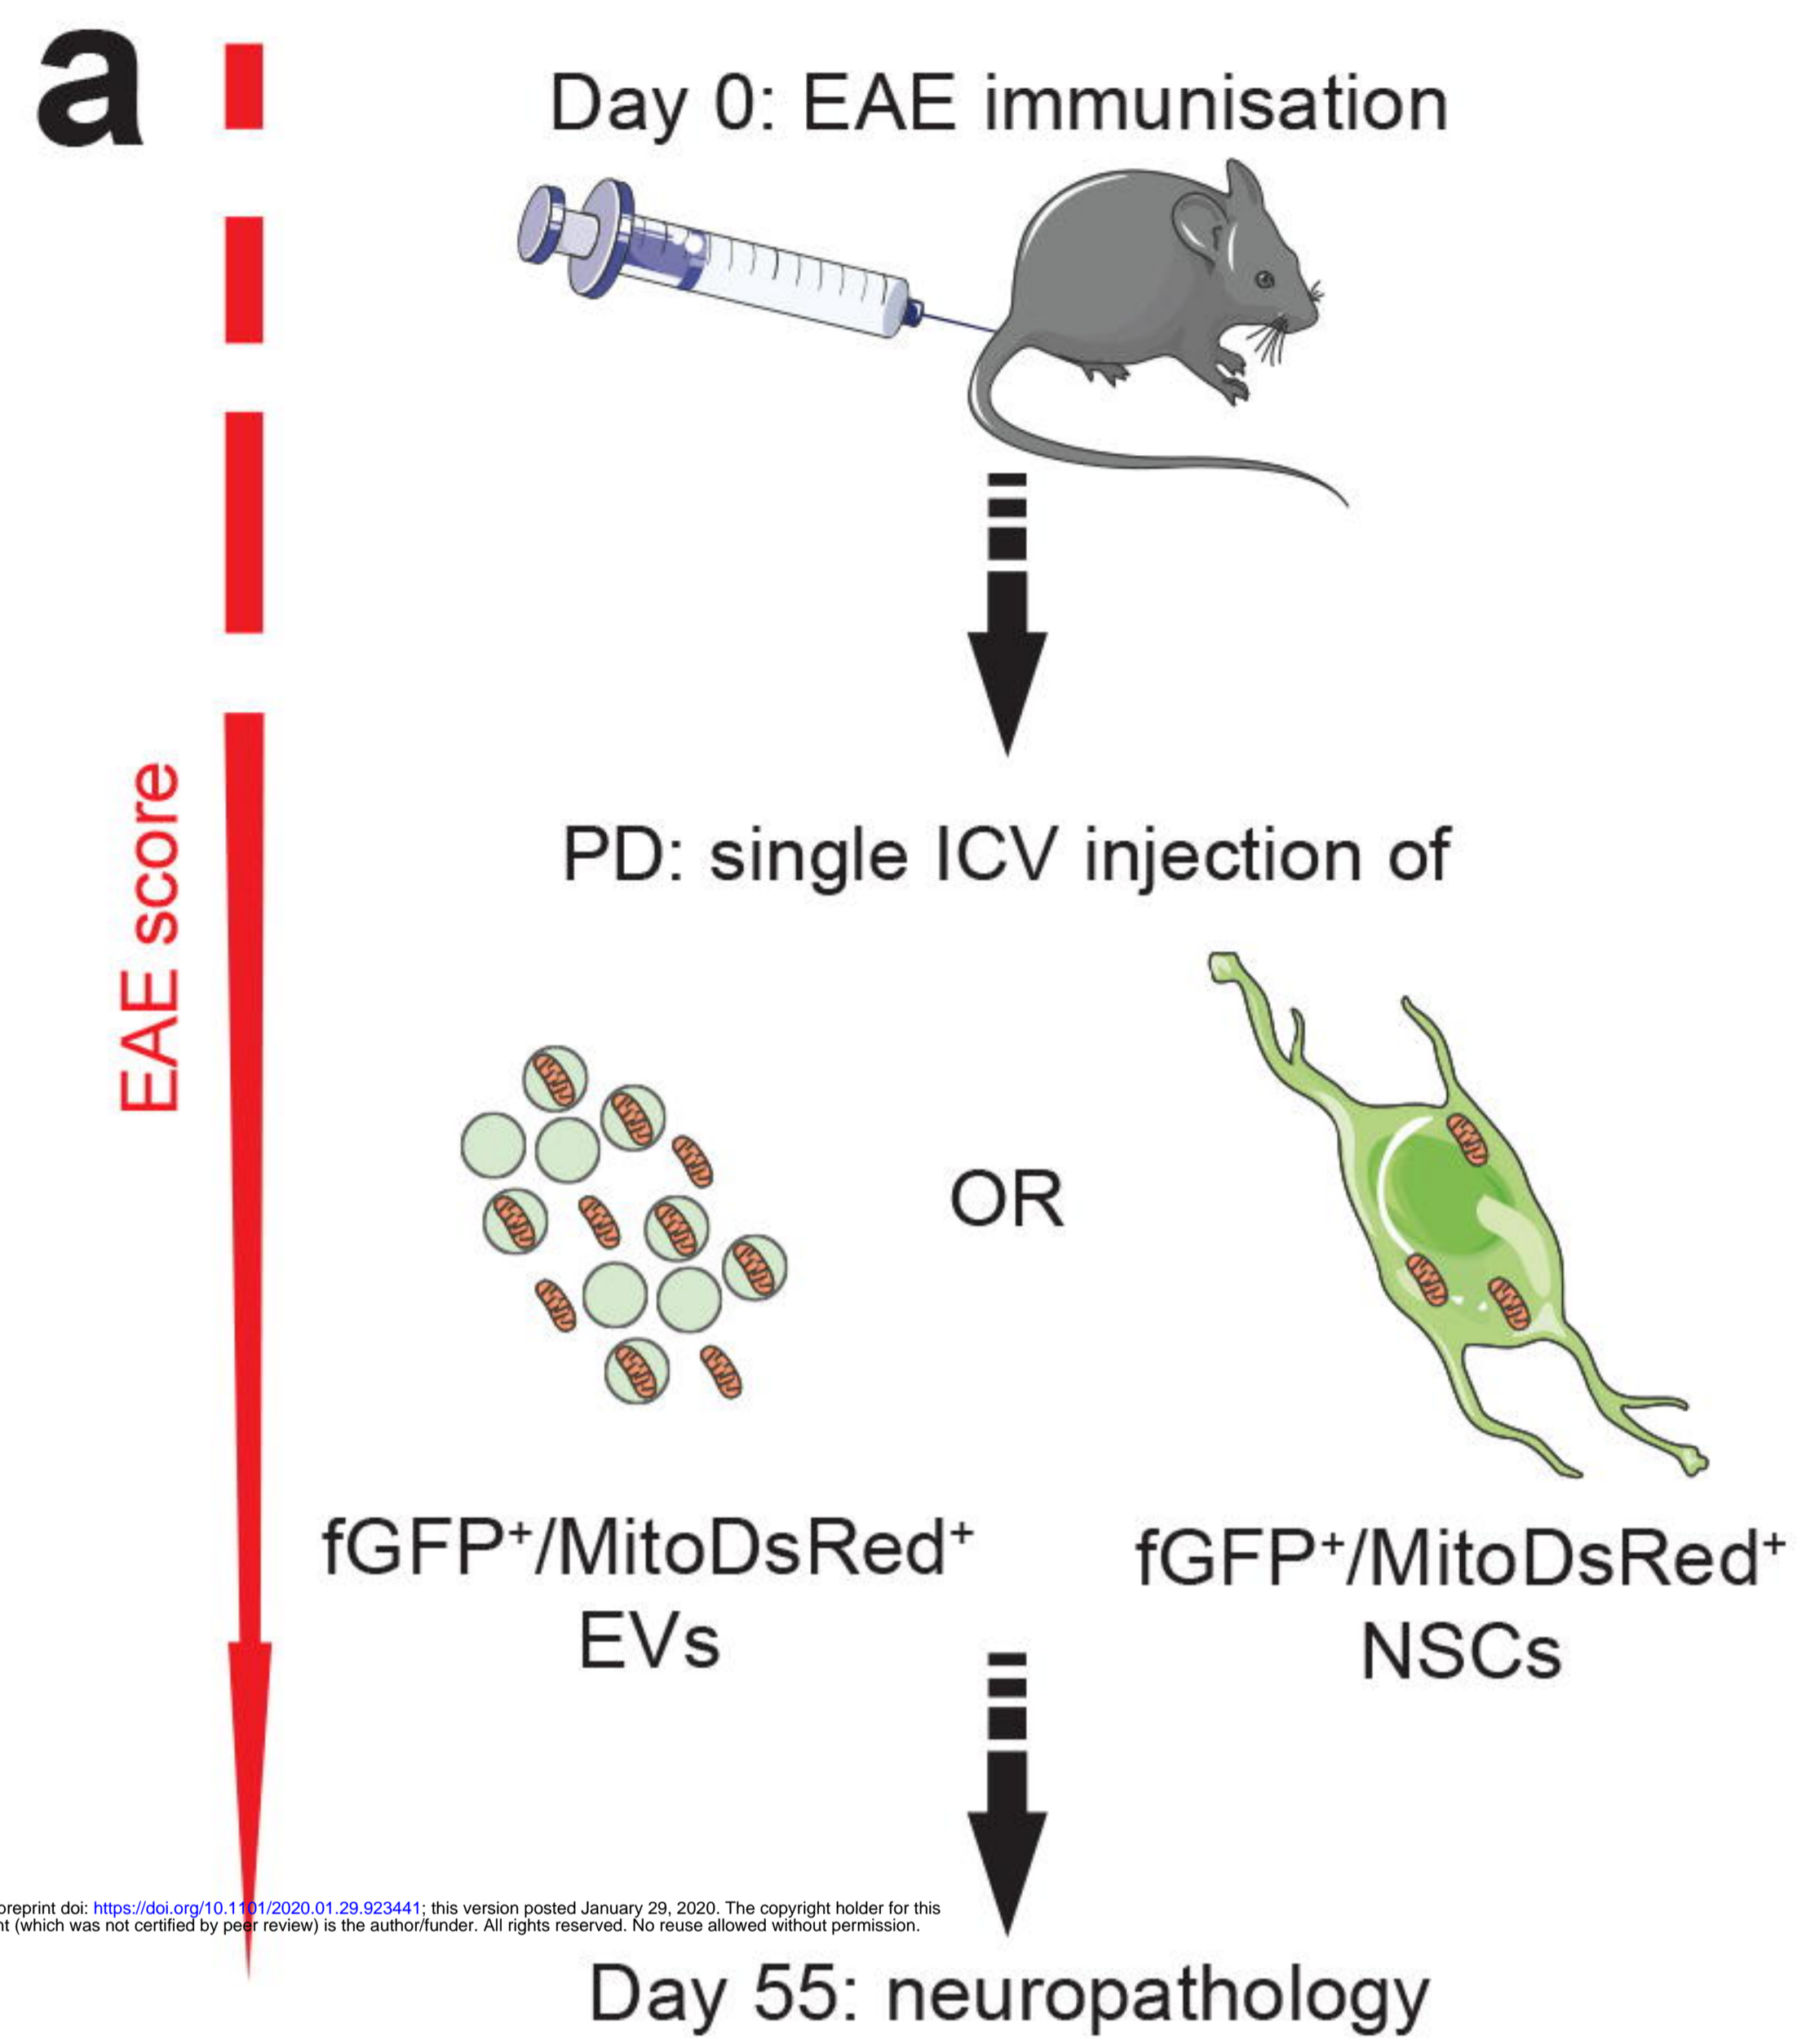 a
Day 0: EAE immunisation
EAE score
PD: single ICV injection of
OR
fGFP⁺/MitoDsRed⁺
EVs
fGFP⁺/MitoDsRed⁺
NSCs
doi: https://doi.org/10.1101/2020.01.29.923441; this version posted January 29, 2020. The copyright holder for this
(which was not certified by peer review) is the author/funder. All rights reserved. No reuse allowed without permission.
Day 55: neuropathology